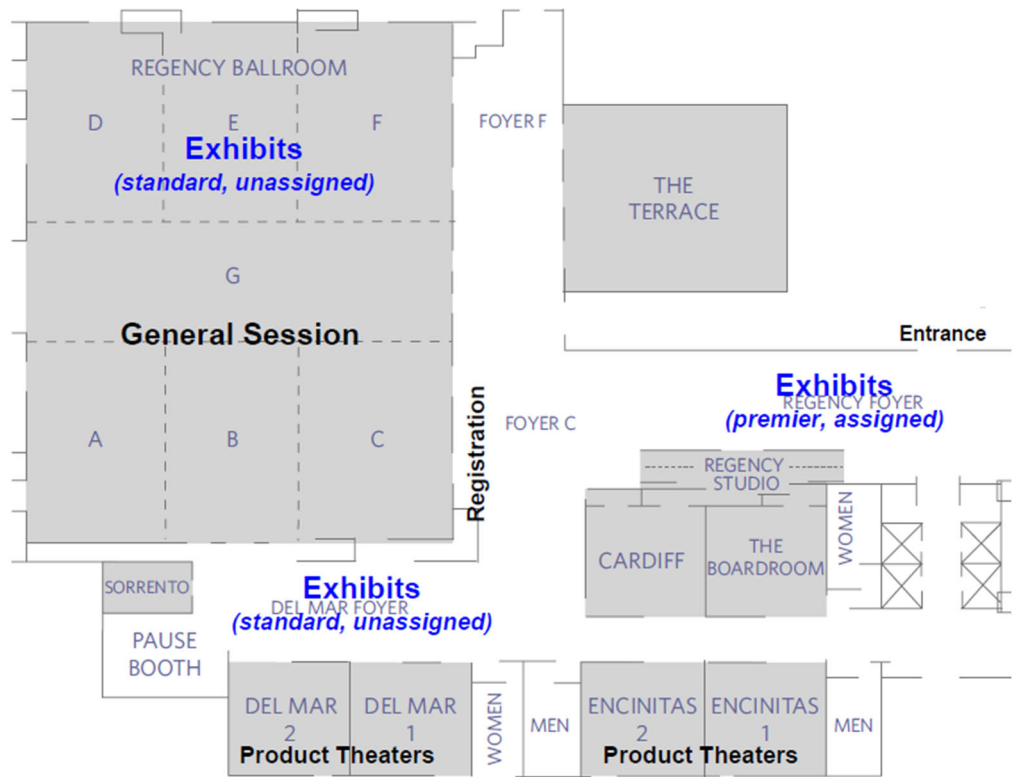 REGENCY BALLROOM
D
E
F
Exhibits
(standard, unassigned)
FOYER F
THE
TERRACE
G
General Session
Entrance
A
B
C
Registration
FOYER C
Exhibits
REGENCY FOYER
(premier, assigned)
REGENCY
STUDIO
CARDIFF
THE
BOARDROOM
WOMEN
SORRENTO
Exhibits
DEL MAR FOYER
(standard, unassigned)
PAUSE
BOOTH
DEL MAR
2
DEL MAR
1
Product Theaters
WOMEN
MEN
ENCINITAS
2
ENCINITAS
1
Product Theaters
MEN